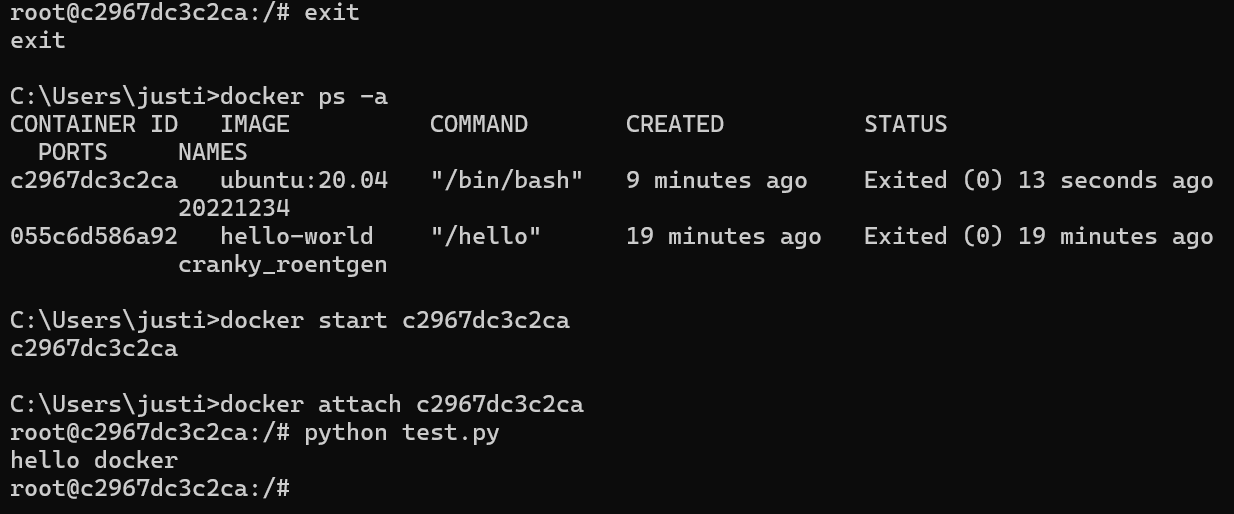 root@c2967dc3c2ca:/# exit
exit
C:\Users\justi>docker ps -a
CONTAINER ID   IMAGE          COMMAND       CREATED          STATUS
  PORTS     NAMES
c2967dc3c2ca   ubuntu:20.04   "/bin/bash"   9 minutes ago    Exited (0) 13 seconds ago
            20221234
055c6d586a92   hello-world    "/hello"      19 minutes ago   Exited (0) 19 minutes ago
            cranky_roentgen
C:\Users\justi>docker start c2967dc3c2ca
c2967dc3c2ca
C:\Users\justi>docker attach c2967dc3c2ca
root@c2967dc3c2ca:/# python test.py
hello docker
root@c2967dc3c2ca:/#